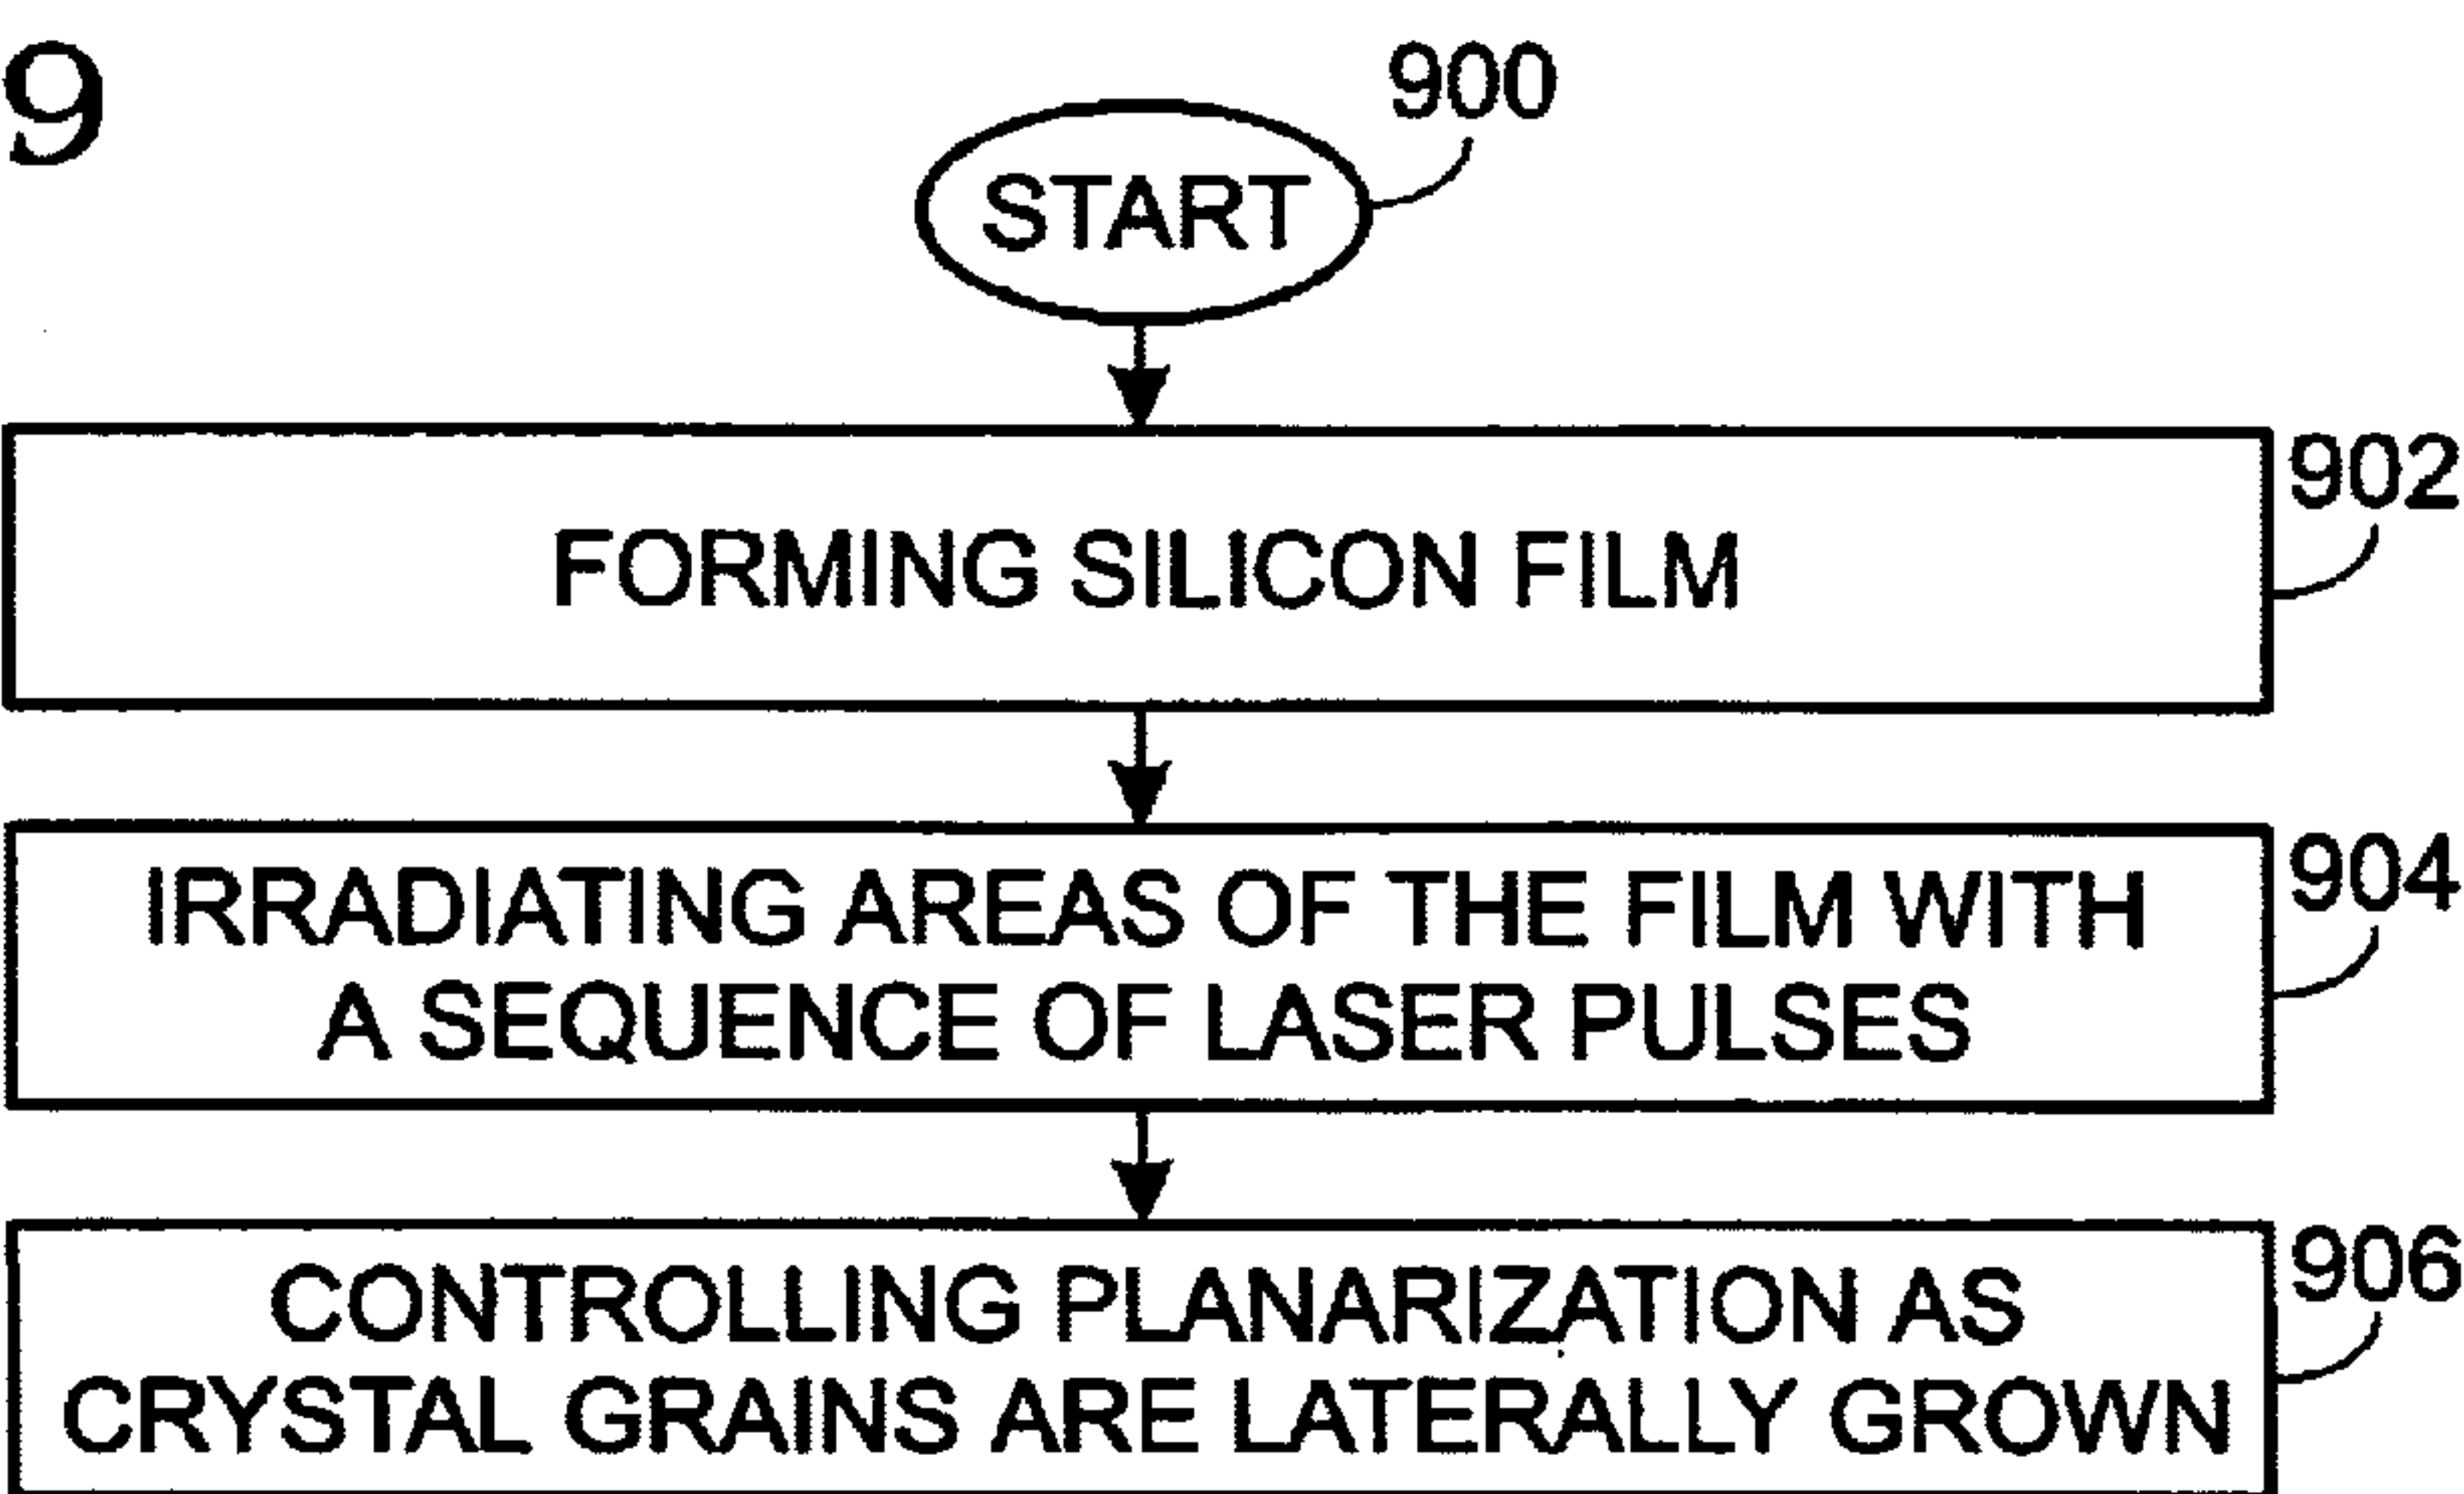 9
900
START
902
FORMING SILICON FILM
904
IRRADIATING AREAS OF THE FILM WITH
A SEQUENCE OF LASER PULSES
906
CONTROLLING PLANARIZATION AS
CRYSTAL GRAINS ARE LATERALLY GROWN